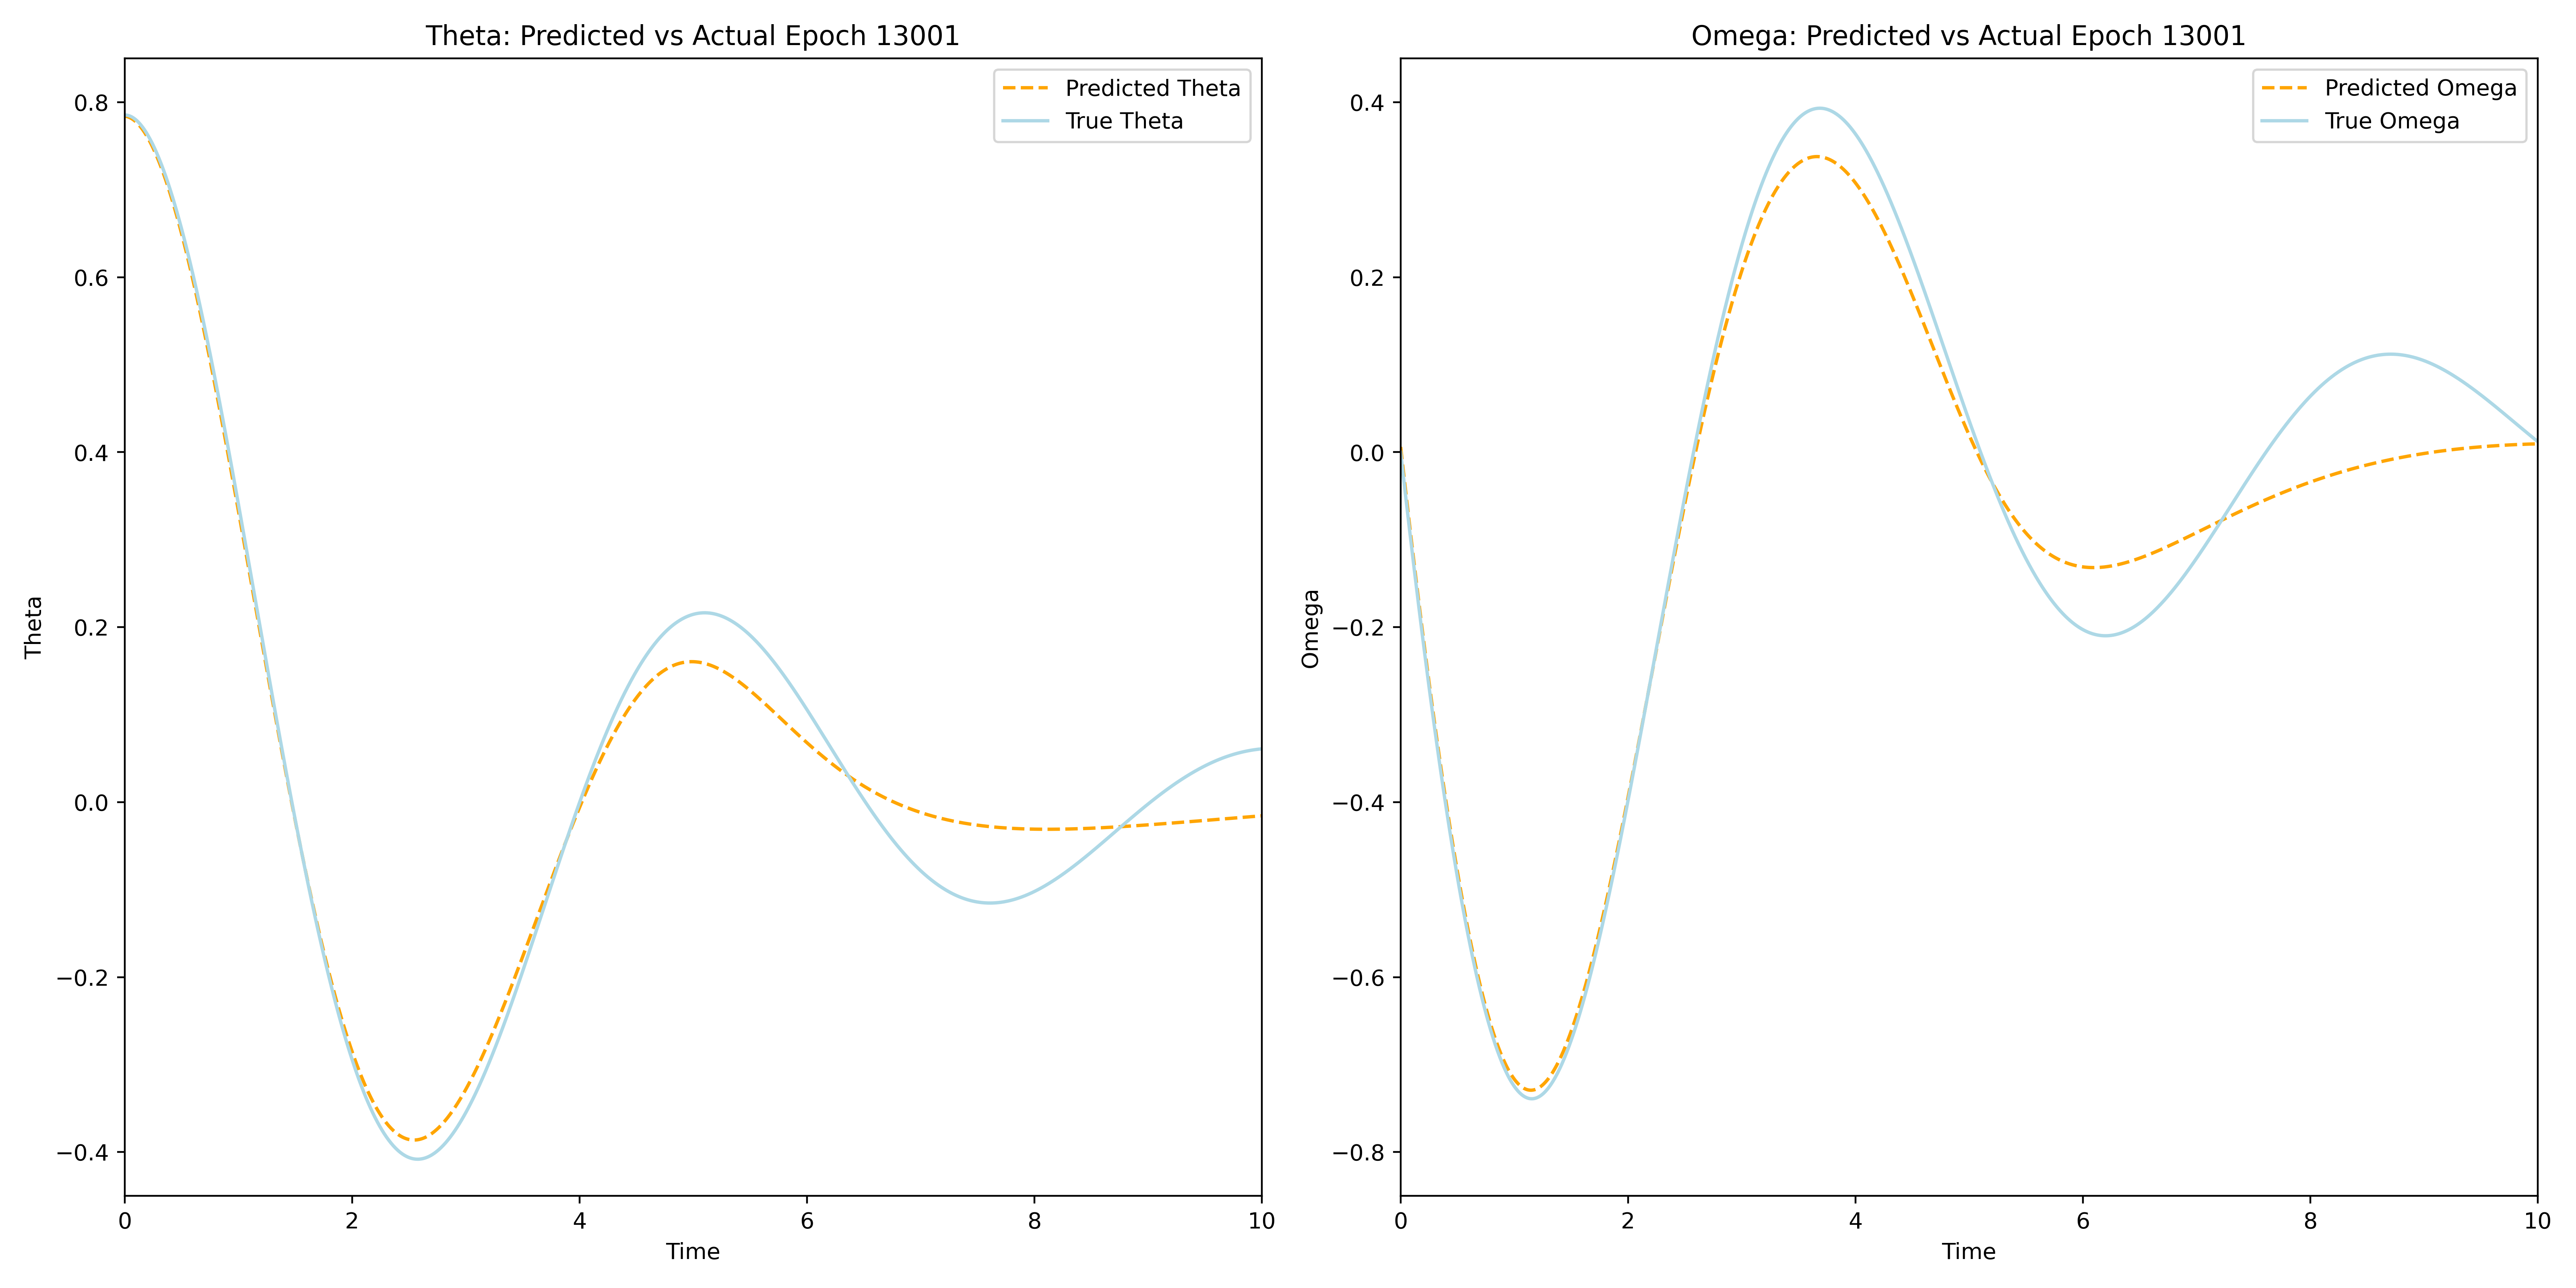 Theta: Predicted vs Actual Epoch 13001
Predicted Theta
True Theta
Theta
0.8
0.6
0.4
0.2
0.0
−0.2
−0.4
0 2 4 6 8 10
Time
Omega: Predicted vs Actual Epoch 13001
Predicted Omega
True Omega
Omega
0.4
0.2
0.0
−0.2
−0.4
−0.6
−0.8
0 2 4 6 8 10
Time